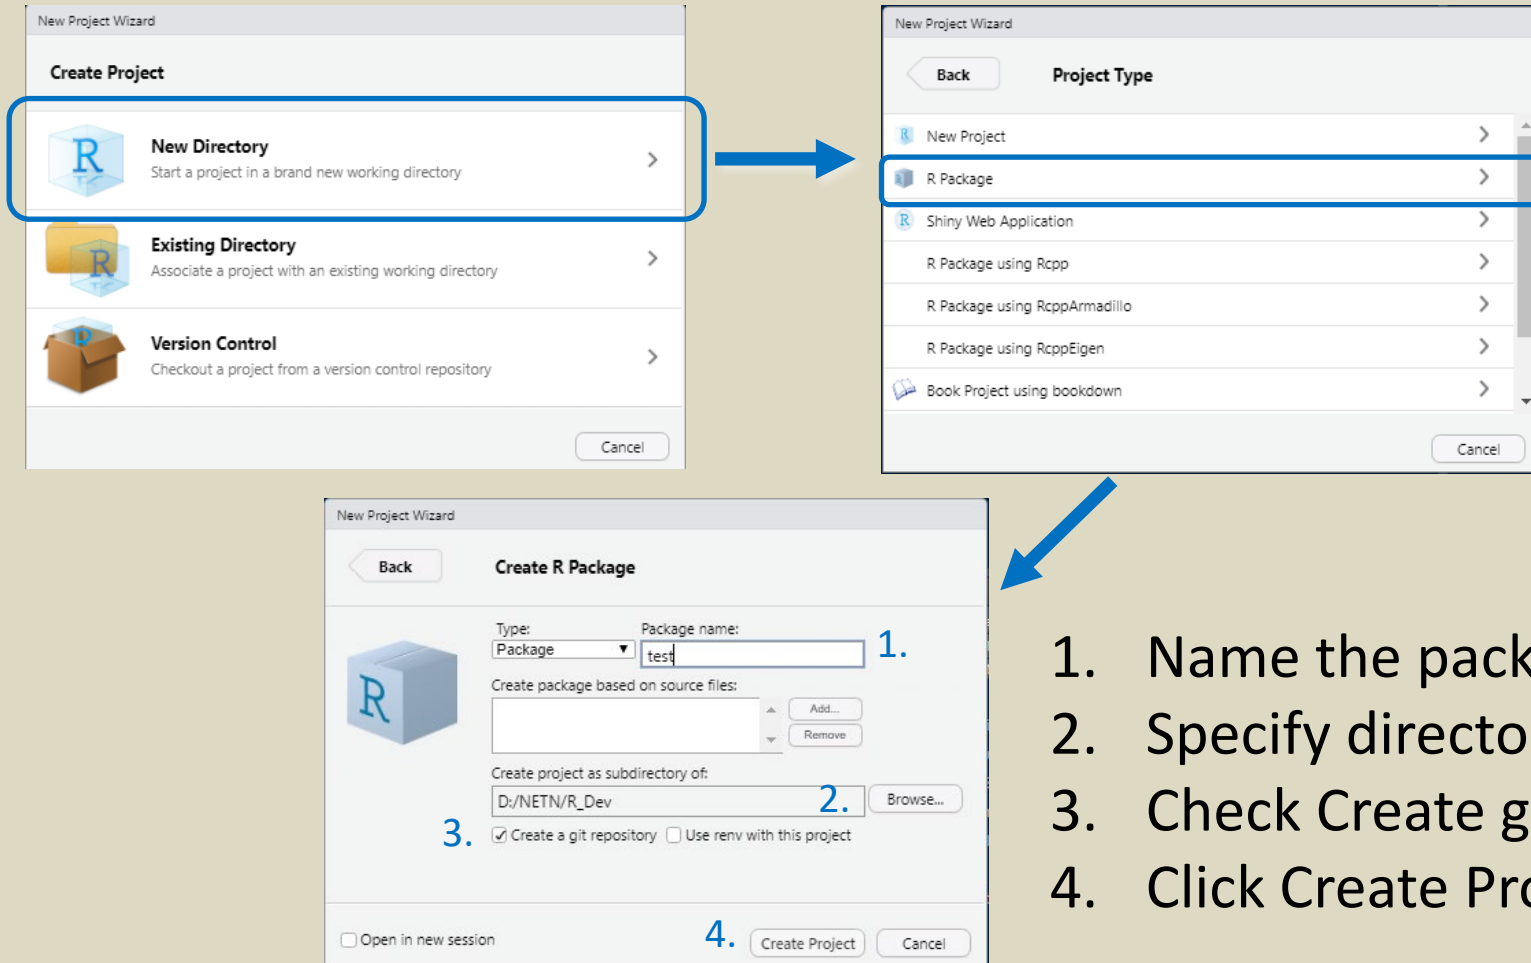 New Project Wizard
Create Project
New Directory
Start a project in a brand new working directory
Existing Directory
Associate a project with an existing working directory
Version Control
Checkout a project from a version control repository
Cancel
New Project Wizard
Back Project Type
New Project
R Package
Shiny Web Application
R Package using Rcpp
R Package using RcppArmadillo
R Package using RcppEigen
Book Project using bookdown
Cancel
New Project Wizard
Back Create R Package
Type: Package name:
Package test 1.
Create package based on source files:
Add...
Remove
Create project as subdirectory of:
D:/NETN/R_Dev 2. Browse...
3. Create a git repository Use renv with this project
Open in new session 4. Create Project Cancel
1. Name the pack
2. Specify directo
3. Check Create g
4. Click Create Pro